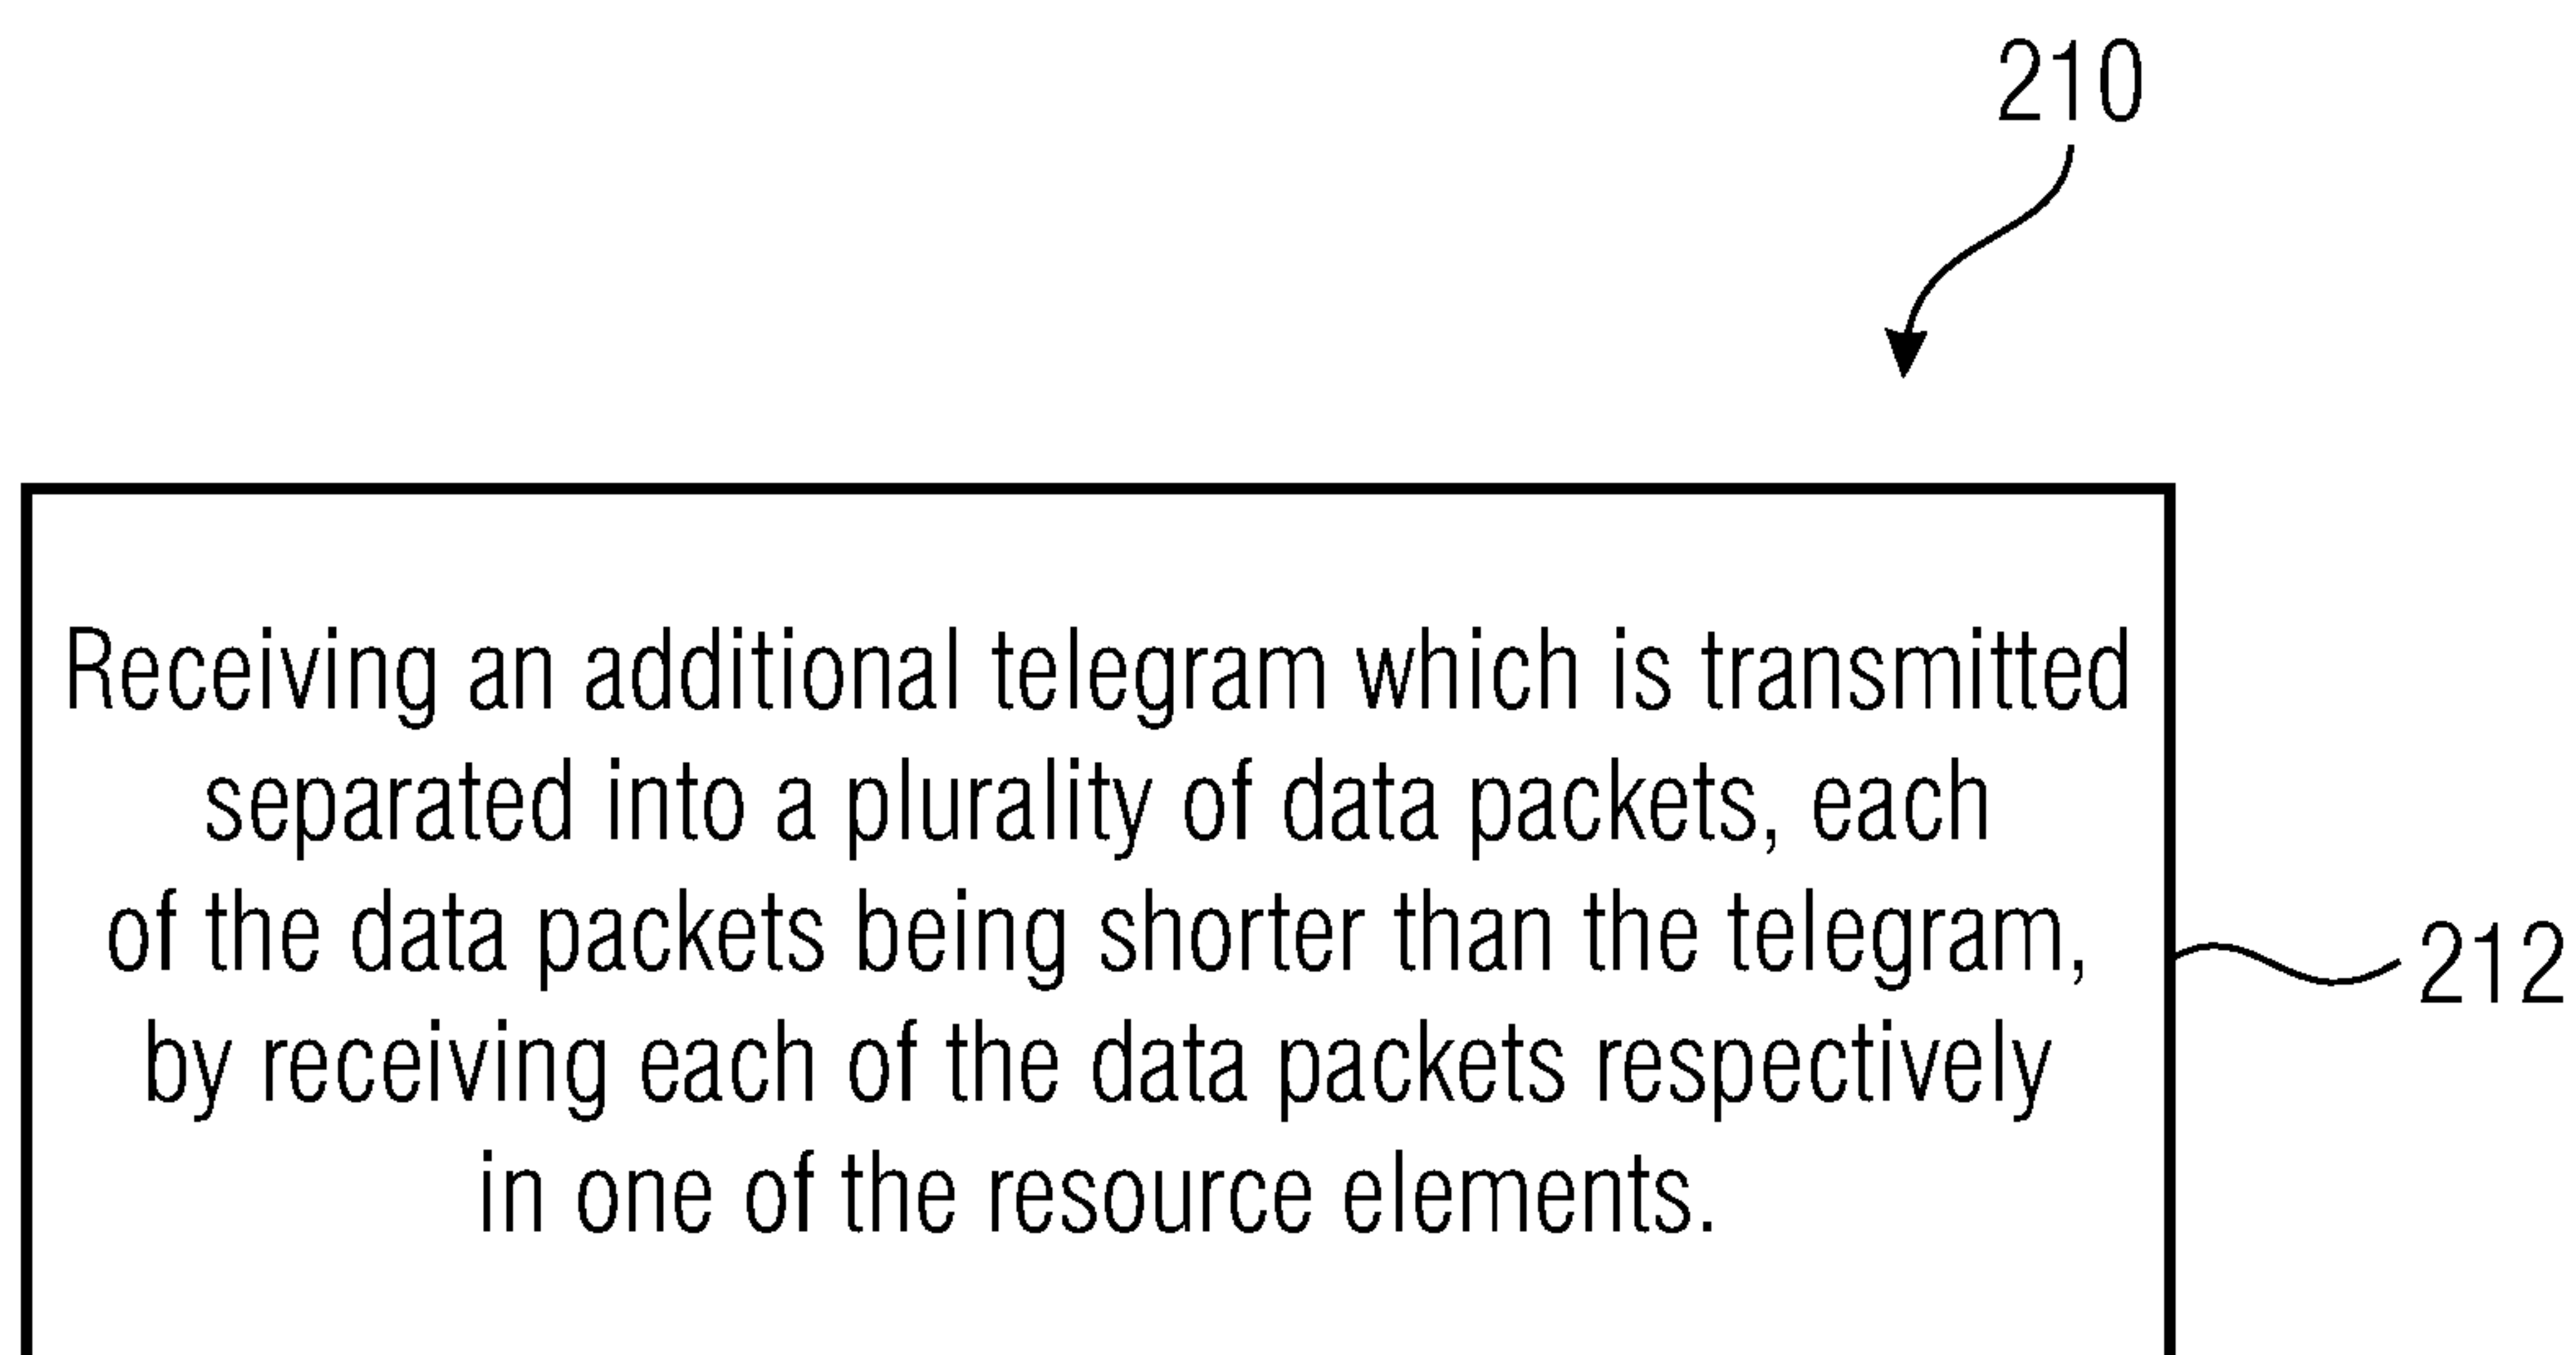 210
Receiving an additional telegram which is transmitted
separated into a plurality of data packets, each
of the data packets being shorter than the telegram,
by receiving each of the data packets respectively
in one of the resource elements.
212